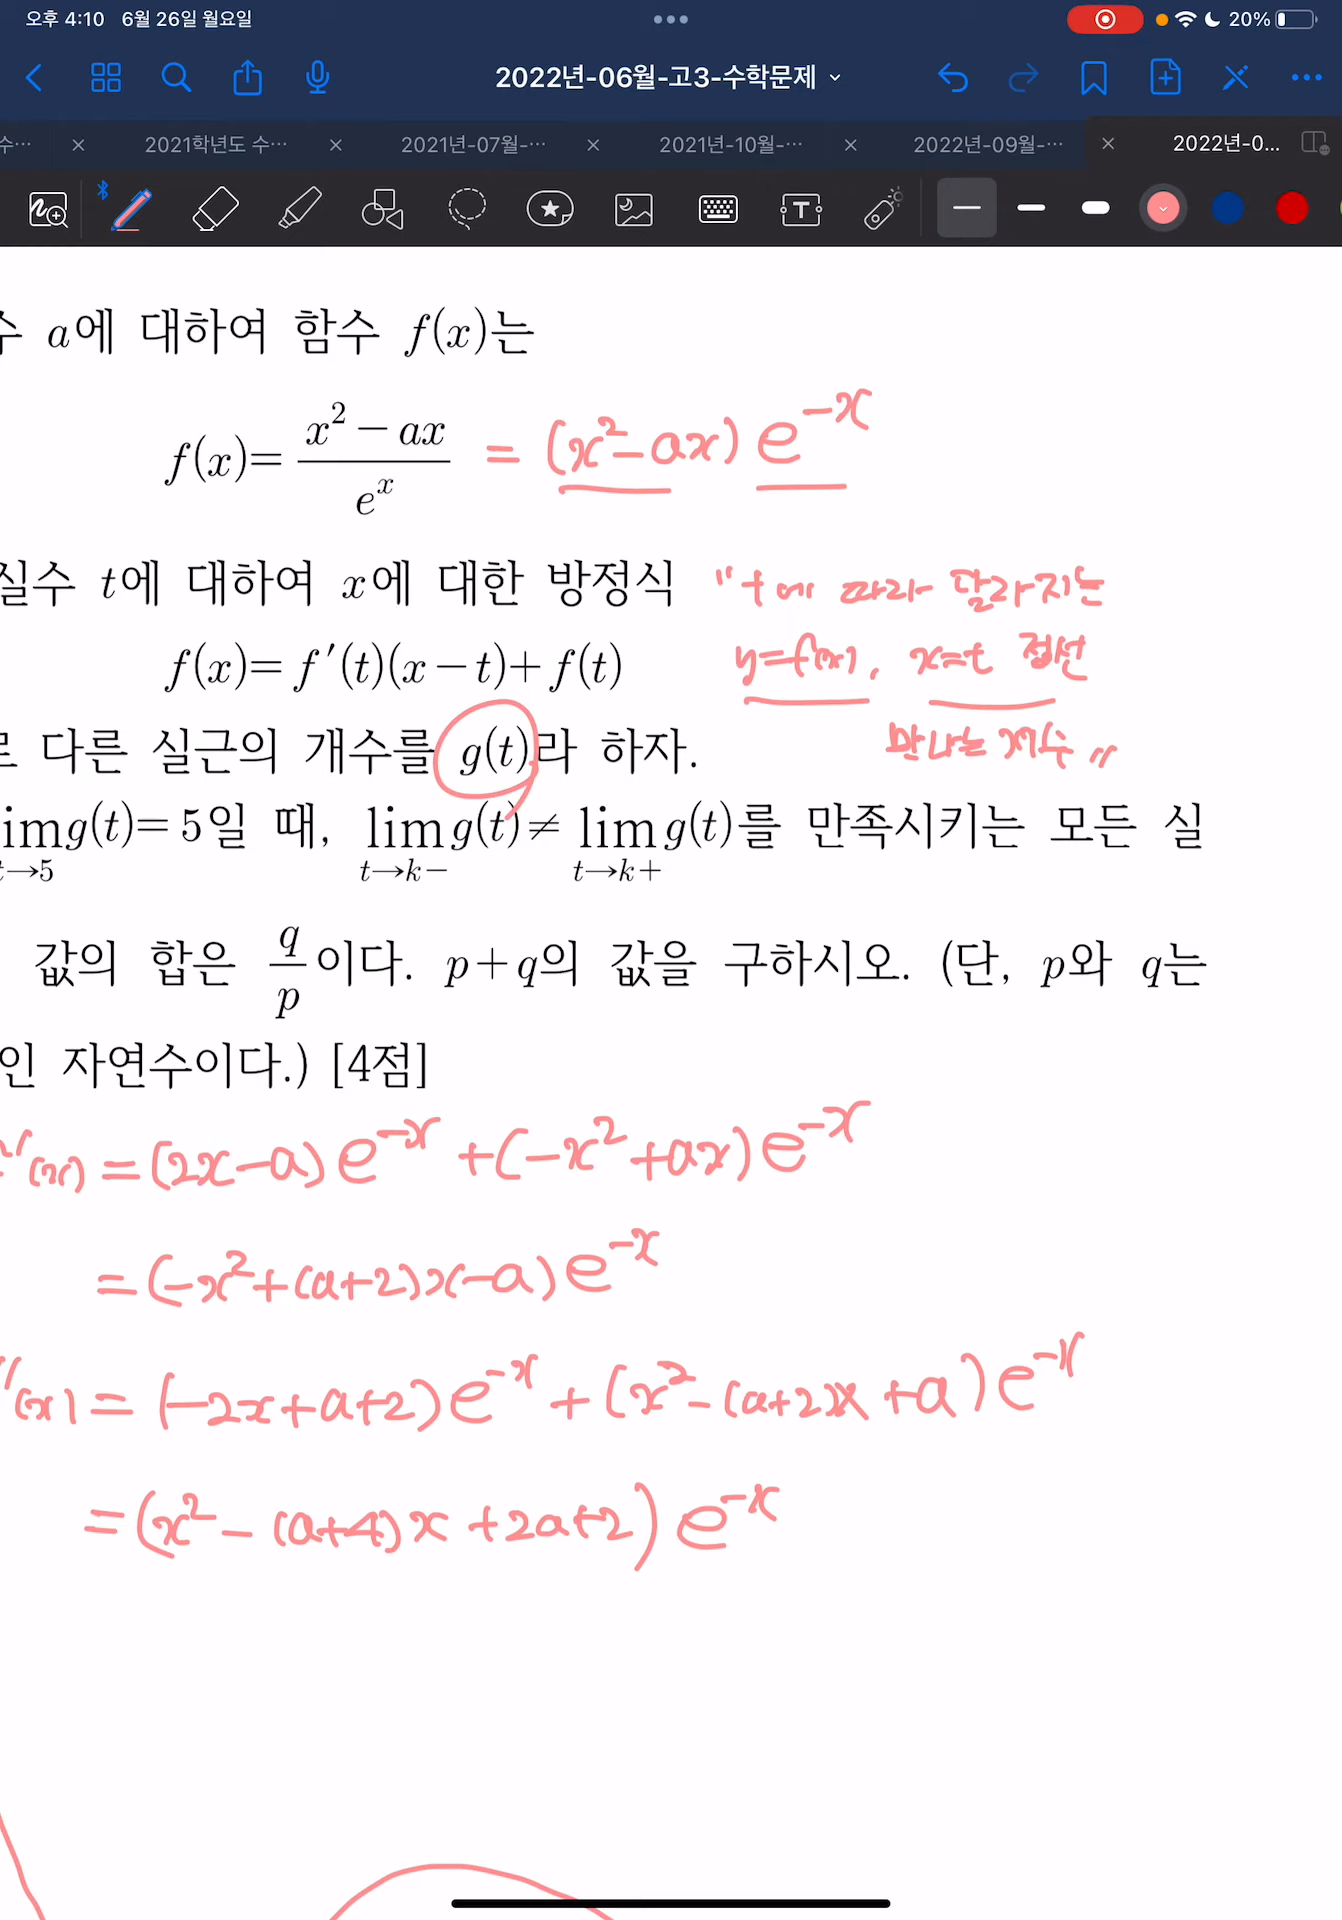 오후 4:10 6월 26일 월요일
20%
2022년-06월-고3-수학문제
수… × 2021학년도 수… × 2021년-07월-… × 2021년-10월-… × 2022년-09월-… × 2022년-0...
수 a에 대하여 함수 f(x)는
f(x)= (x² − ax)/eˣ = (x²−ax) e⁻ˣ
실수 t에 대하여 x에 대한 방정식 "t에 따라 달라지는
f(x)= f′(t)(x−t)+f(t) y=f(x), x=t 접선
로 다른 실근의 개수를 g(t)라 하자. 만나는 개수"
lim_{t→5} g(t)=5일 때, lim_{t→k−} g(t) ≠ lim_{t→k+} g(t)를 만족시키는 모든 실
값의 합은 q/p이다. p+q의 값을 구하시오. (단, p와 q는
인 자연수이다.) [4점]
f′(x) =(2x−a)e⁻ˣ +(−x²+ax)e⁻ˣ
=(−x²+(a+2)x−a)e⁻ˣ
″(x)= (−2x+a+2)e⁻ˣ+(x²−(a+2)x+a)e⁻ˣ
=(x²−(a+4)x+2a+2)e⁻ˣ